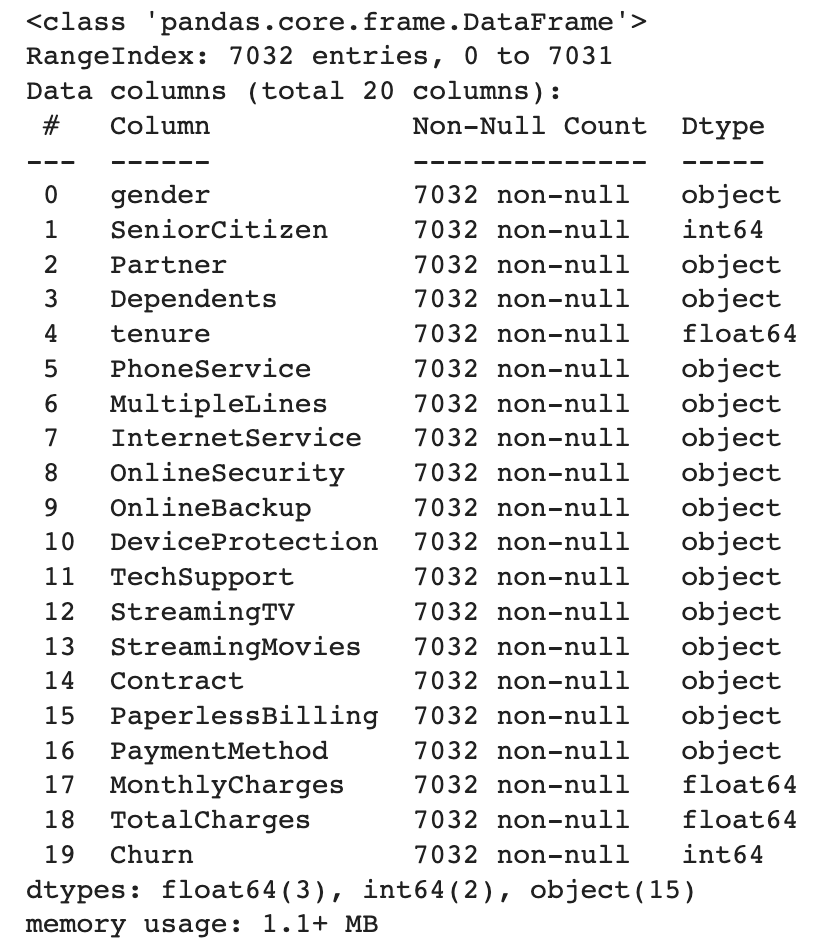 <class 'pandas.core.frame.DataFrame'>
RangeIndex: 7032 entries, 0 to 7031
Data columns (total 20 columns):
 #   Column            Non-Null Count  Dtype
---  ------            --------------  -----
 0   gender            7032 non-null   object
 1   SeniorCitizen     7032 non-null   int64
 2   Partner           7032 non-null   object
 3   Dependents        7032 non-null   object
 4   tenure            7032 non-null   float64
 5   PhoneService      7032 non-null   object
 6   MultipleLines     7032 non-null   object
 7   InternetService   7032 non-null   object
 8   OnlineSecurity    7032 non-null   object
 9   OnlineBackup      7032 non-null   object
 10  DeviceProtection  7032 non-null   object
 11  TechSupport       7032 non-null   object
 12  StreamingTV       7032 non-null   object
 13  StreamingMovies   7032 non-null   object
 14  Contract          7032 non-null   object
 15  PaperlessBilling  7032 non-null   object
 16  PaymentMethod     7032 non-null   object
 17  MonthlyCharges    7032 non-null   float64
 18  TotalCharges      7032 non-null   float64
 19  Churn             7032 non-null   int64
dtypes: float64(3), int64(2), object(15)
memory usage: 1.1+ MB